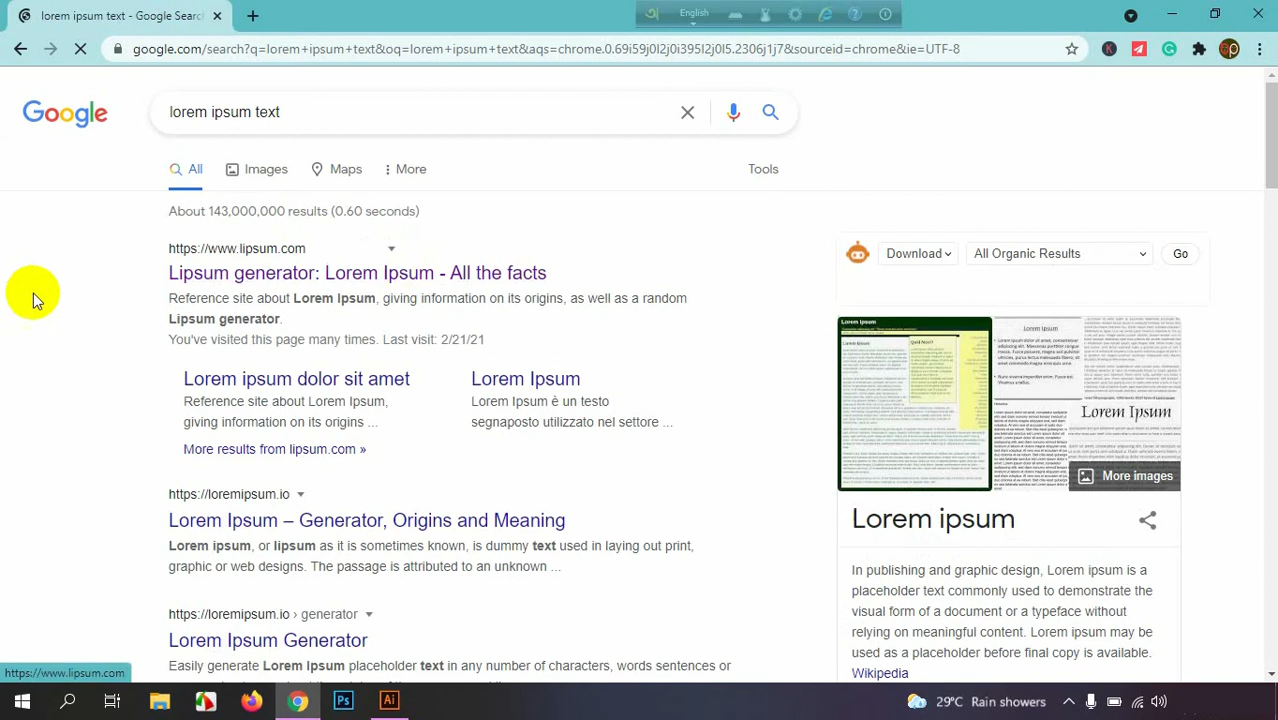 lorem ipsum text - Google Searc
English
google.com/search?q=lorem+ipsum+text&oq=lorem+ipsum+text&aqs=chrome.0.69i59j0l2j0i395l2j0l5.2306j1j7&sourceid=chrome&ie=UTF-8
Google
lorem ipsum text
All
Images
Maps
More
Tools
About 143,000,000 results (0.60 seconds)
https://www.lipsum.com
Lipsum generator: Lorem Ipsum - All the facts
Reference site about Lorem Ipsum, giving information on its origins, as well as a random
Lipsum generator.
You've visited this page many times. Last visit: 2/21/21
Lorem ipsum dolor sit amet
Reference site about Lorem Ipsum,
giving information on its origins ...
Lorem Ipsum
Lorem Ipsum è un testo
segnaposto utilizzato nel settore ...
More results from lipsum.com »
https://loremipsum.io
Lorem Ipsum – Generator, Origins and Meaning
Lorem ipsum, or lipsum as it is sometimes known, is dummy text used in laying out print,
graphic or web designs. The passage is attributed to an unknown ...
https://loremipsum.io › generator
Lorem Ipsum Generator
Easily generate Lorem Ipsum placeholder text in any number of characters, words sentences or
Download
All Organic Results
Go
Lorem Ipsum
Lorem Ipsum
Lorem Ipsum
More images
Lorem ipsum
In publishing and graphic design, Lorem ipsum is a
placeholder text commonly used to demonstrate the
visual form of a document or a typeface without
relying on meaningful content. Lorem ipsum may be
used as a placeholder before final copy is available.
Wikipedia
https://www.lipsum.com
Ps
Ai
29°C Rain showers